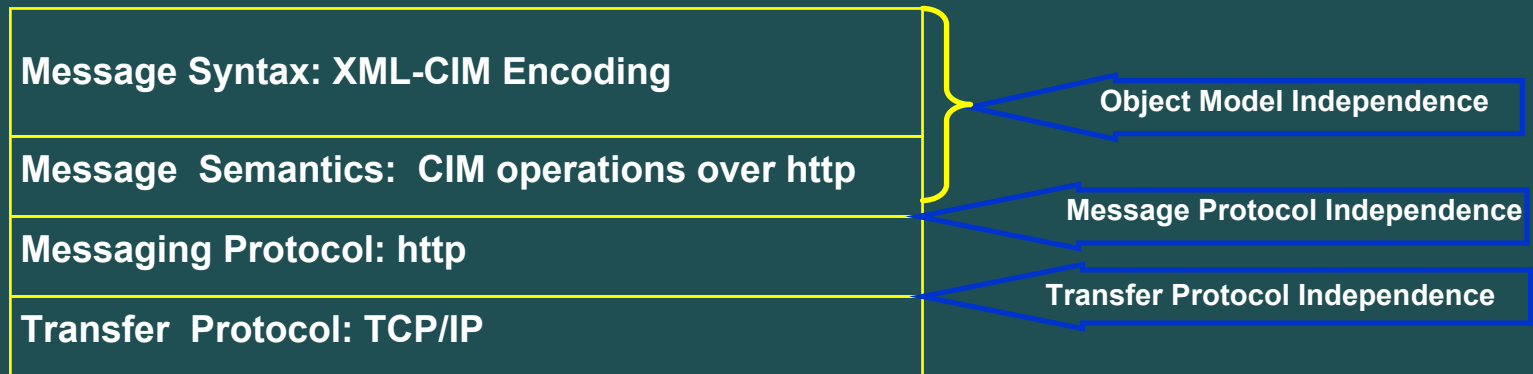 Message Syntax: XML-CIM Encoding
Object Model Independence
Message Semantics: CIM operations over http
Message Protocol Independence
Messaging Protocol: http
Transfer Protocol Independence
Transfer Protocol: TCP/IP